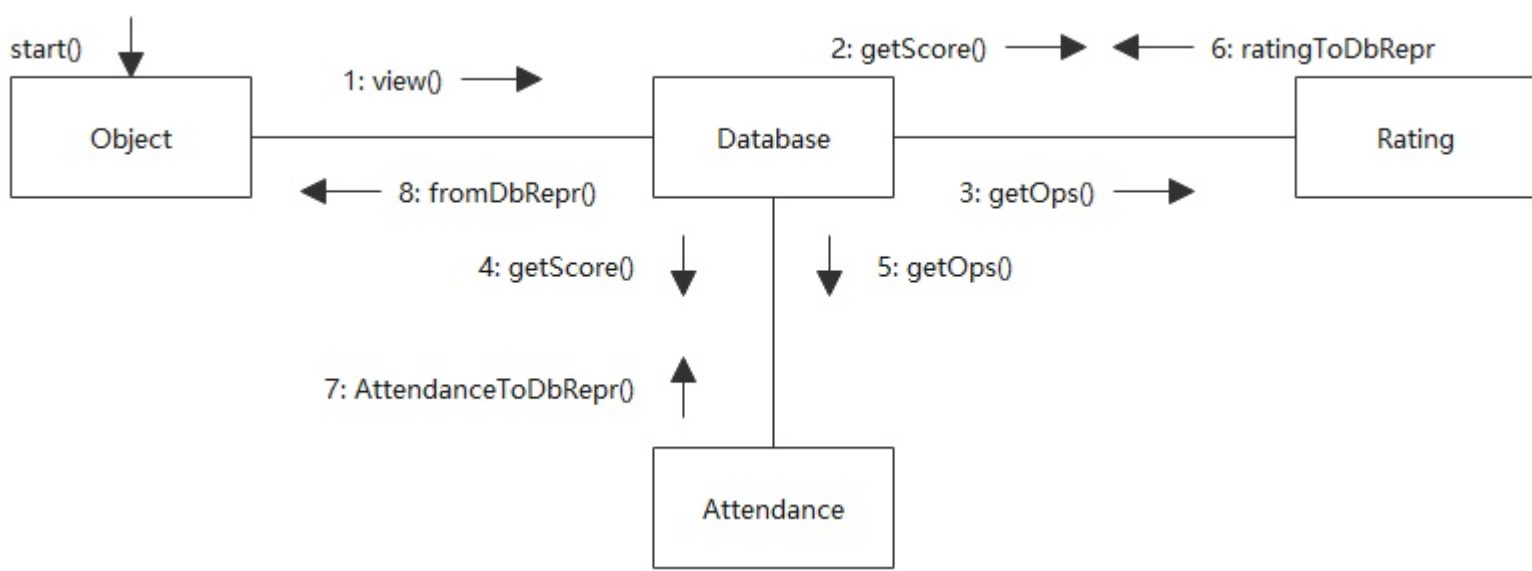 start()
2: getScore()
6: ratingToDbRepr
1: view()
Object
Database
Rating
8: fromDbRepr()
3: getOps()
4: getScore()
5: getOps()
7: AttendanceToDbRepr()
Attendance